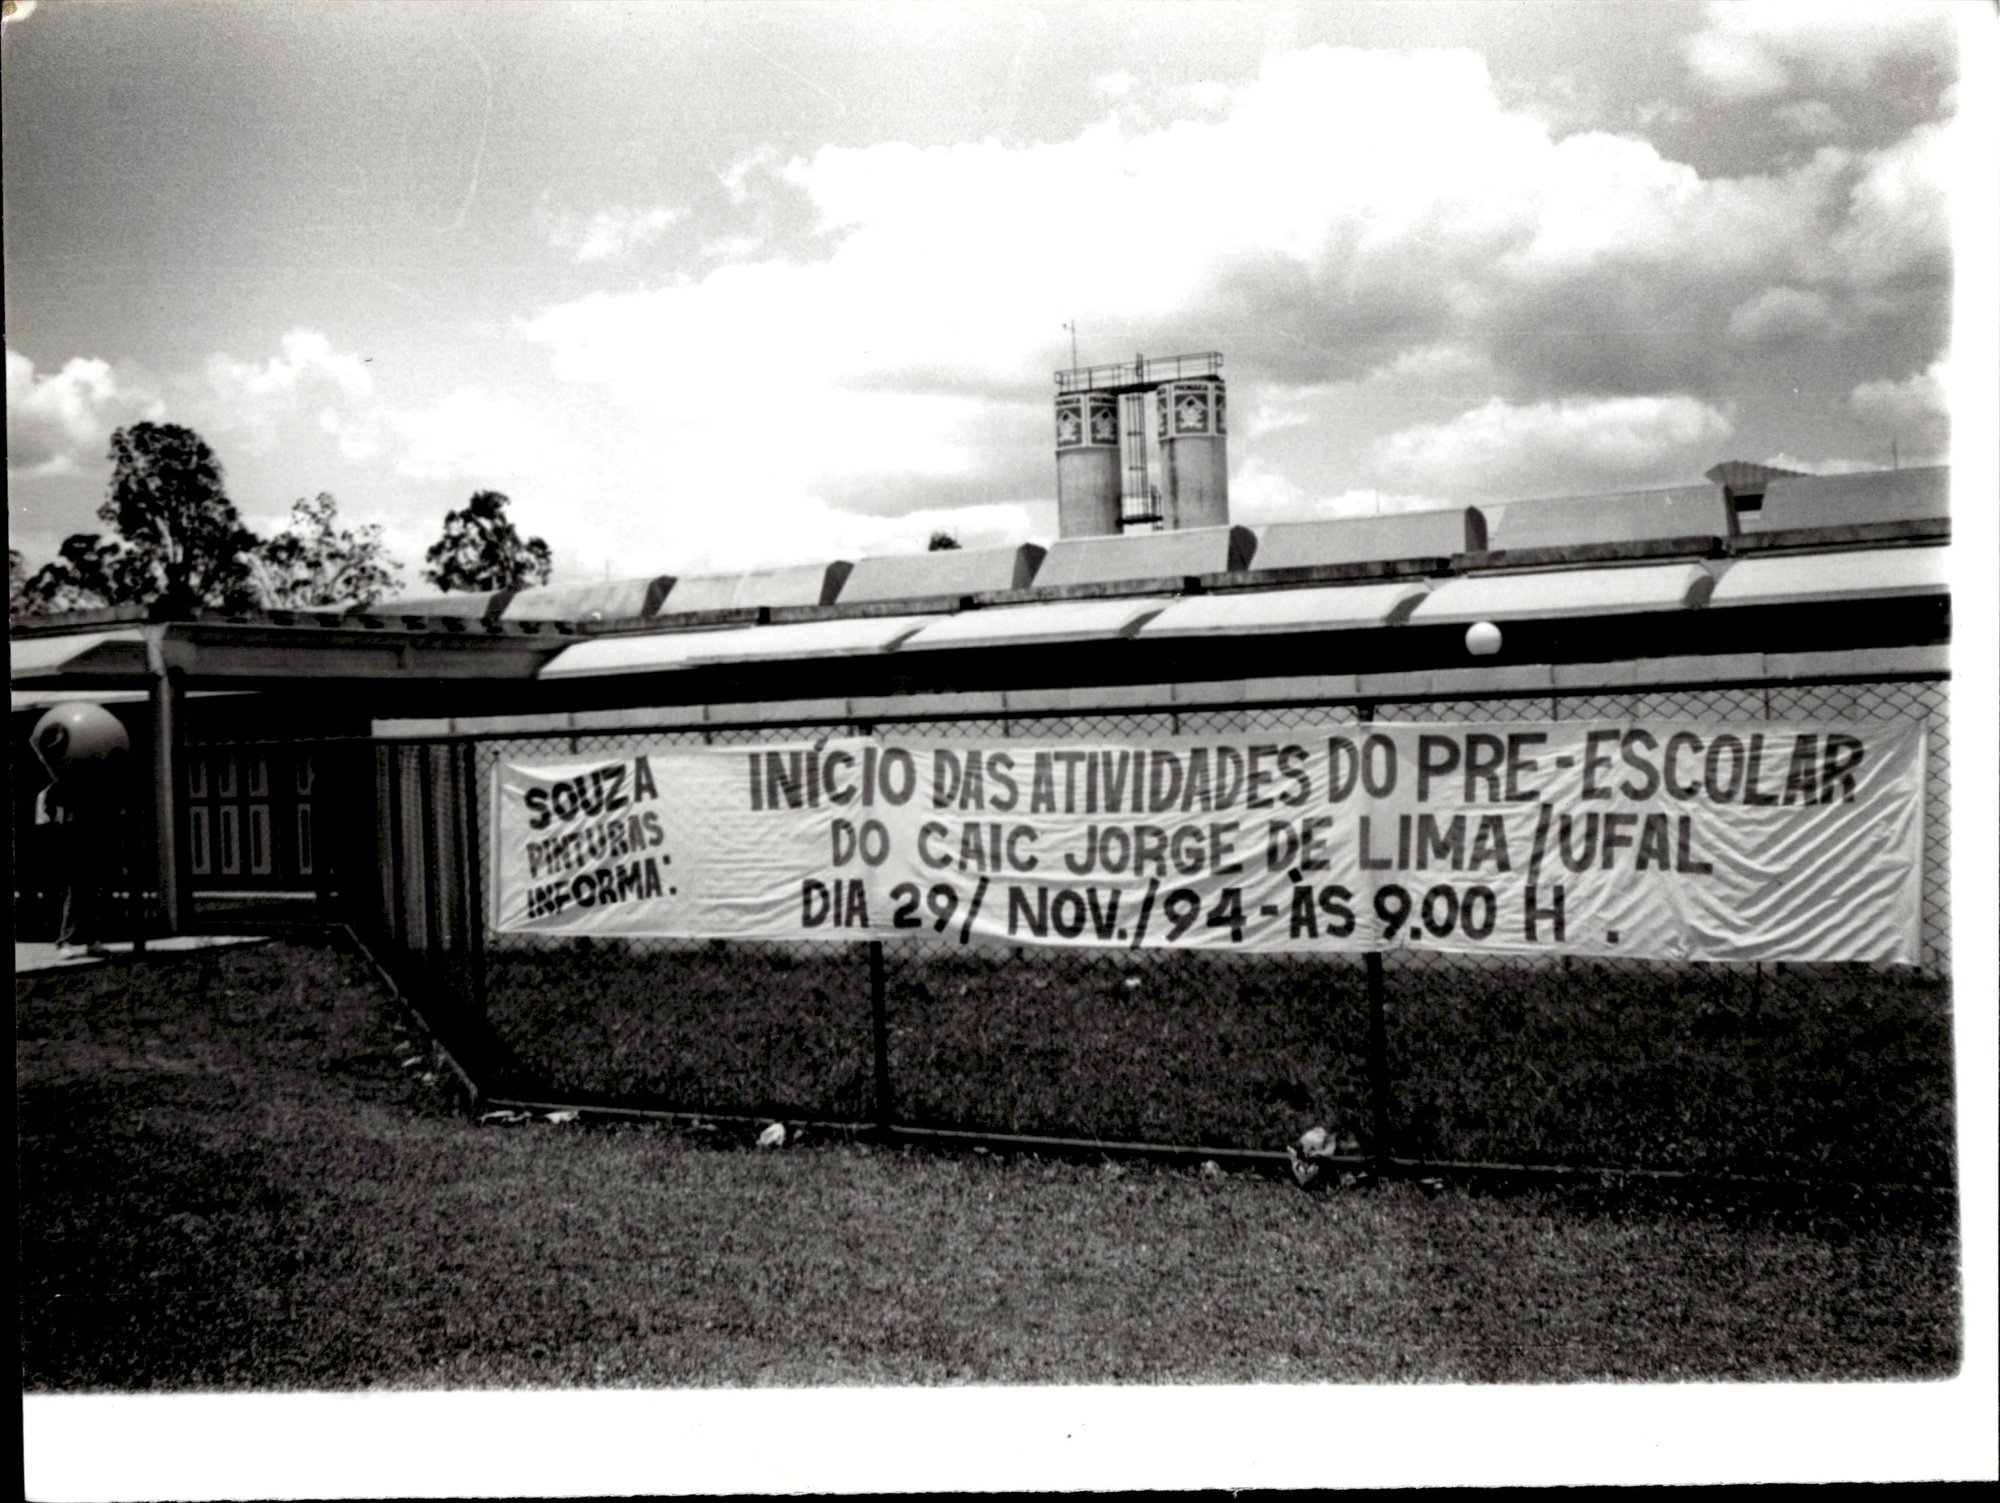 SOUZA
PINTURAS
INFORMA:
INÍCIO DAS ATIVIDADES DO PRE-ESCOLAR
DO CAIC JORGE DE LIMA/UFAL
DIA 29/NOV./94-ÀS 9.00 H.